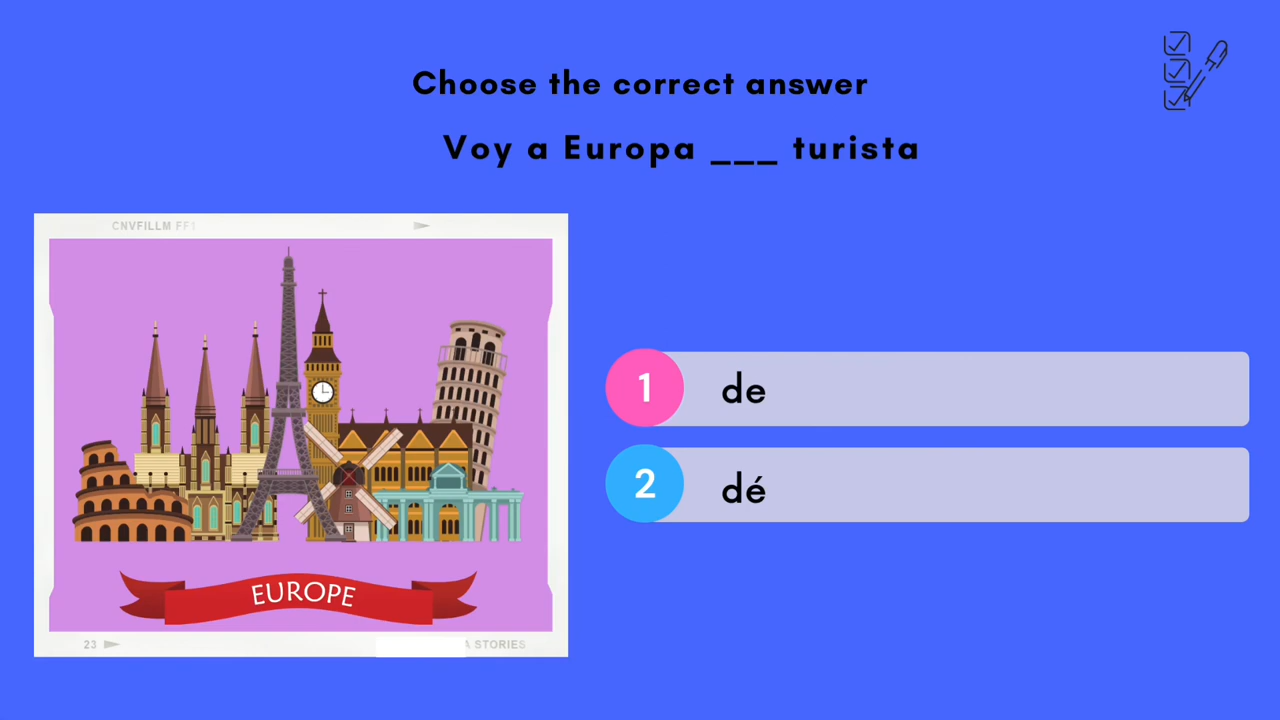 Choose the correct answer
Voy a Europa ___ turista
CNVFILLM FF1
1 de
2 dé
EUROPE
23
A STORIES